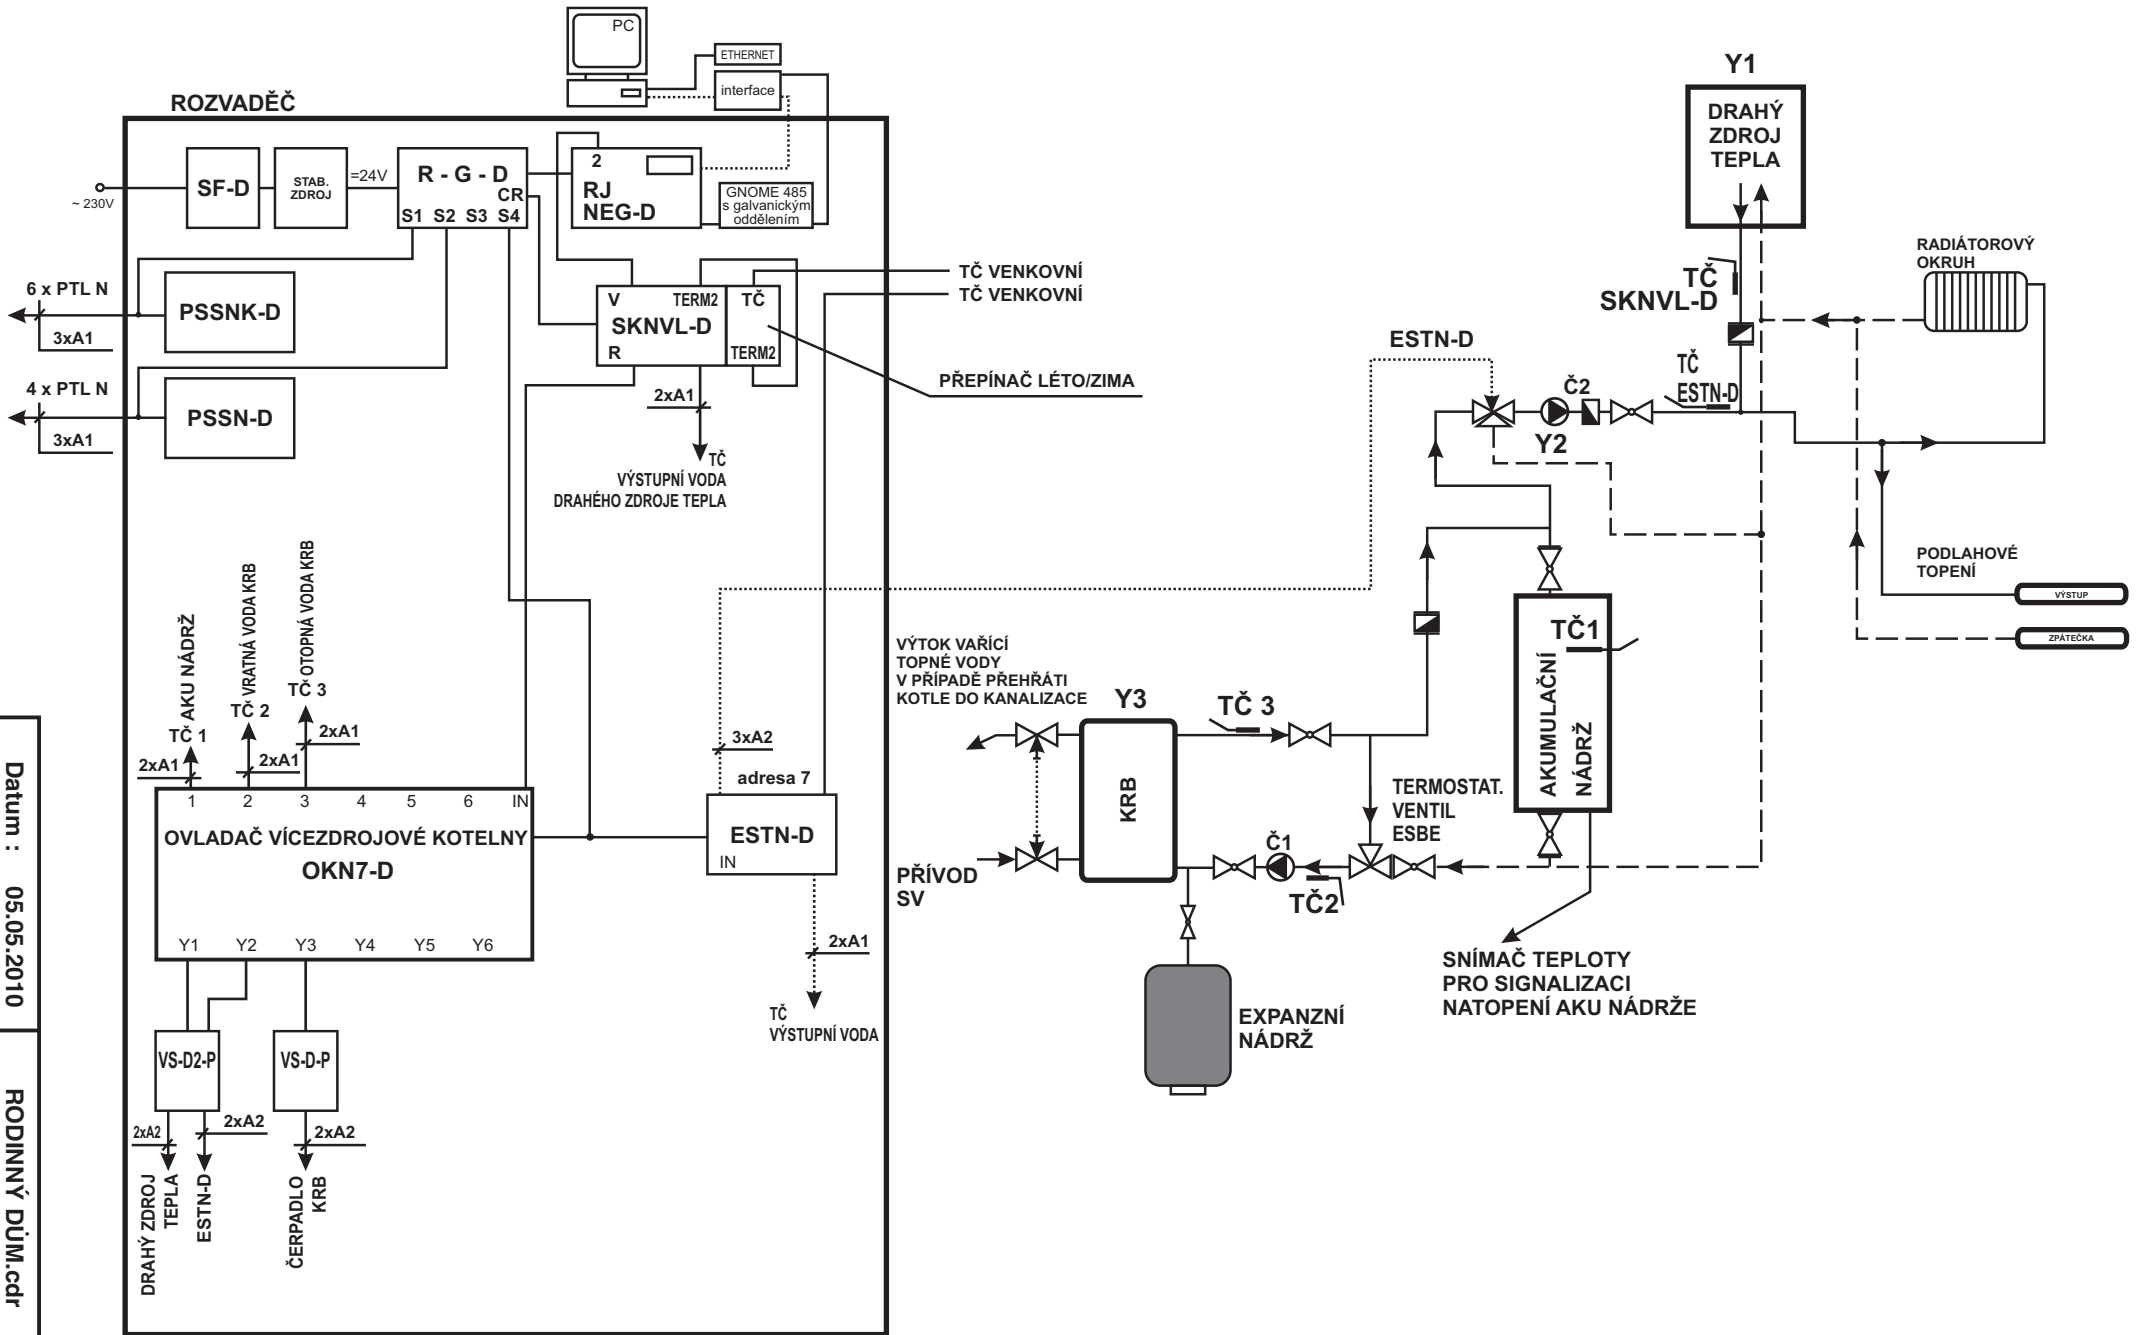 PC
ETHERNET
interface
ROZVADĚČ
~ 230V
SF-D
STAB.
ZDROJ
=24V
R - G - D
CR
S1 S2 S3 S4
2
RJ
NEG-D
GNOME 485
s galvanickým
oddělením
6 x PTL N
3xA1
PSSNK-D
4 x PTL N
3xA1
PSSN-D
V
TERM2
SKNVL-D
R
TČ
TERM2
TČ VENKOVNÍ
TČ VENKOVNÍ
PŘEPÍNAČ LÉTO/ZIMA
2xA1
TČ
VÝSTUPNÍ VODA
DRAHÉHO ZDROJE TEPLA
AKU NÁDRŽ
TČ 1
2xA1
VRATNÁ VODA KRB
TČ 2
2xA1
OTOPNÁ VODA KRB
TČ 3
2xA1
1 2 3 4 5 6 IN
OVLADAČ VÍCEZDROJOVÉ KOTELNY
OKN7-D
Y1 Y2 Y3 Y4 Y5 Y6
3xA2
adresa 7
ESTN-D
IN
2xA1
TČ
VÝSTUPNÍ VODA
VS-D2-P
VS-D-P
2xA2
2xA2
2xA2
DRAHÝ ZDROJ
TEPLA
ESTN-D
ČERPADLO
KRB
Y1
DRAHÝ
ZDROJ
TEPLA
TČ
SKNVL-D
RADIÁTOROVÝ
OKRUH
ESTN-D
TČ
ESTN-D
Č2
Y2
PODLAHOVÉ
TOPENÍ
VÝSTUP
ZPÁTEČKA
VÝTOK VAŘÍCÍ
TOPNÉ VODY
V PŘÍPADĚ PŘEHŘÁTI
KOTLE DO KANALIZACE
Y3
TČ 3
KRB
TČ1
AKUMULAČNÍ
NÁDRŽ
TERMOSTAT.
VENTIL
ESBE
Č1
TČ2
PŘÍVOD
SV
EXPANZNÍ
NÁDRŽ
SNÍMAČ TEPLOTY
PRO SIGNALIZACI
NATOPENÍ AKU NÁDRŽE
Datum : 05.05.2010
RODINNÝ DŮM.cdr